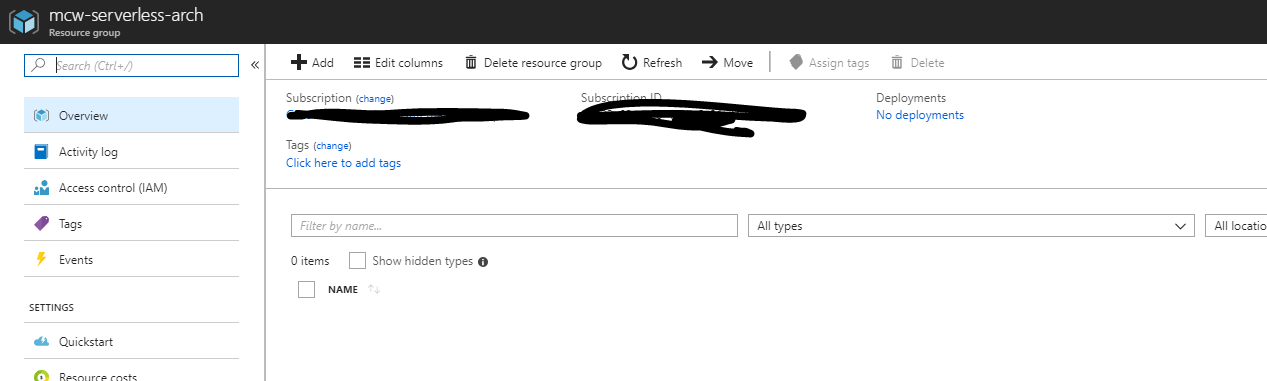 mcw-serverless-arch
Resource group
Search (Ctrl+/)
«
Add Edit columns Delete resource group Refresh Move Assign tags Delete
Overview
Activity log
Access control (IAM)
Tags
Events
SETTINGS
Quickstart
Resource costs
Subscription (change) Subscription ID Deployments
No deployments
Tags (change)
Click here to add tags
Filter by name... All types All locatio
0 items Show hidden types
NAME